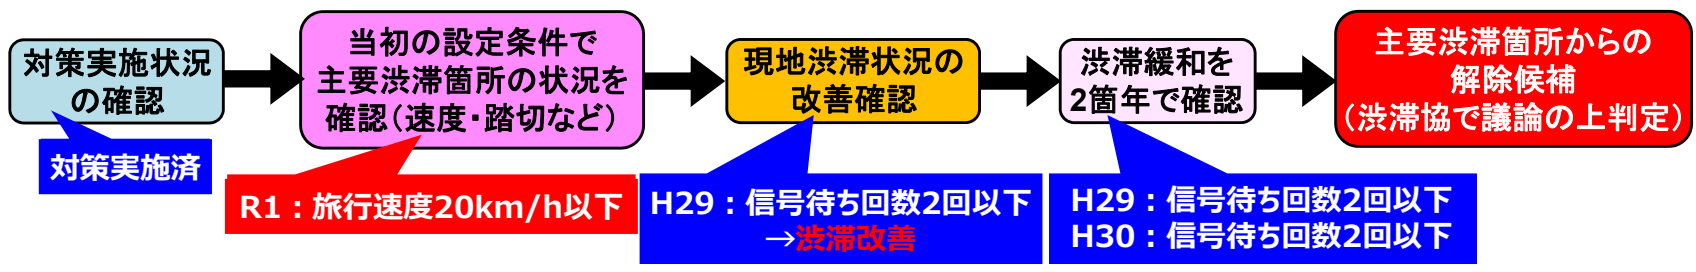 対策実施状況
の確認
当初の設定条件で
主要渋滞箇所の状況を
確認(速度・踏切など)
現地渋滞状況の
改善確認
渋滞緩和を
2箇年で確認
主要渋滞箇所からの
解除候補
(渋滞協で議論の上判定)
対策実施済
R1：旅行速度20km/h以下
H29：信号待ち回数2回以下
→渋滞改善
H29：信号待ち回数2回以下
H30：信号待ち回数2回以下